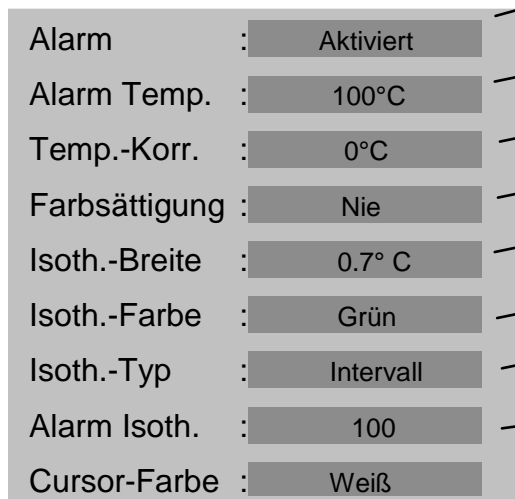 Alarm : Aktiviert
Alarm Temp. : 100°C
Temp.-Korr. : 0°C
Farbsättigung : Nie
Isoth.-Breite : 0.7° C
Isoth.-Farbe : Grün
Isoth.-Typ : Intervall
Alarm Isoth. : 100
Cursor-Farbe : Weiß